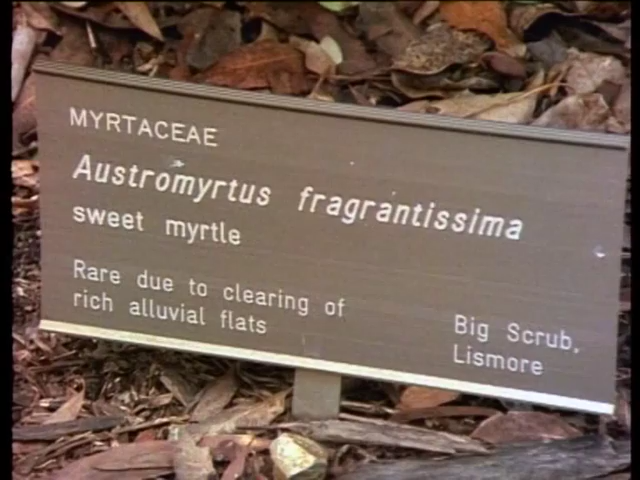 MYRTACEAE
Austromyrtus fragrantissima
sweet myrtle
Rare due to clearing of
rich alluvial flats
Big Scrub,
Lismore